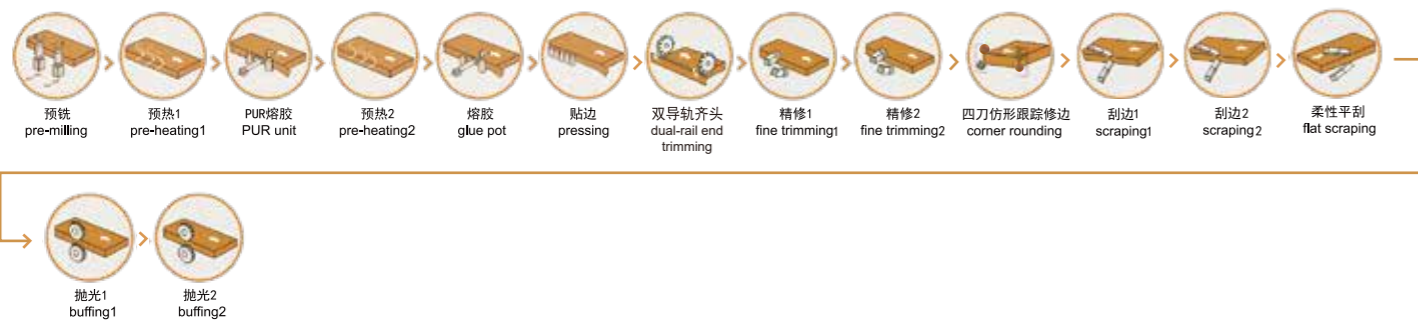 预铣
pre-milling
预热1
pre-heating1
PUR熔胶
PUR unit
预热2
pre-heating2
熔胶
glue pot
贴边
pressing
双导轨齐头
dual-rail end
trimming
精修1
fine trimming1
精修2
fine trimming2
四刀仿形跟踪修边
corner rounding
刮边1
scraping1
刮边2
scraping2
柔性平刮
flat scraping
抛光1
buffing1
抛光2
buffing2